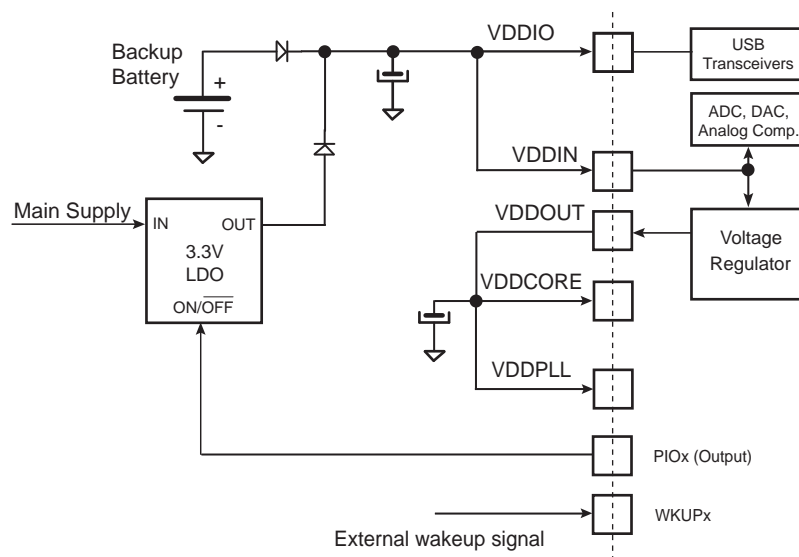 Backup
Battery
+
-
VDDIO
USB
Transceivers
ADC, DAC,
Analog Comp.
VDDIN
Main Supply
IN
OUT
3.3V
LDO
ON/OFF
VDDOUT
Voltage
Regulator
VDDCORE
VDDPLL
PIOx (Output)
WKUPx
External wakeup signal